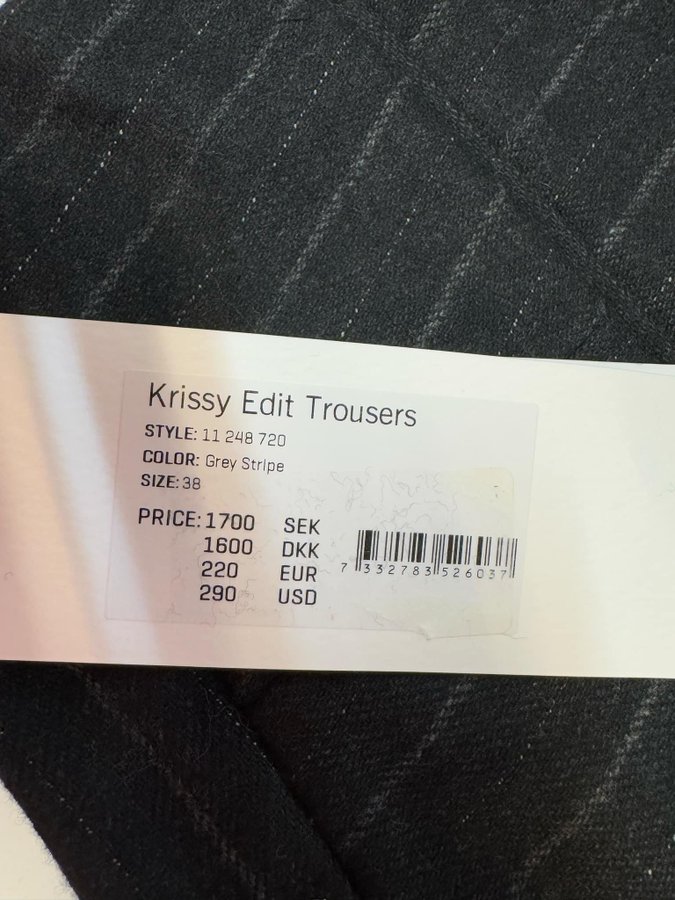 Krissy Edit Trousers
STYLE: 11 248 720
COLOR: Grey Stripe
SIZE: 38
PRICE: 1700 SEK
1600 DKK
220 EUR
290 USD
7 332783 526037